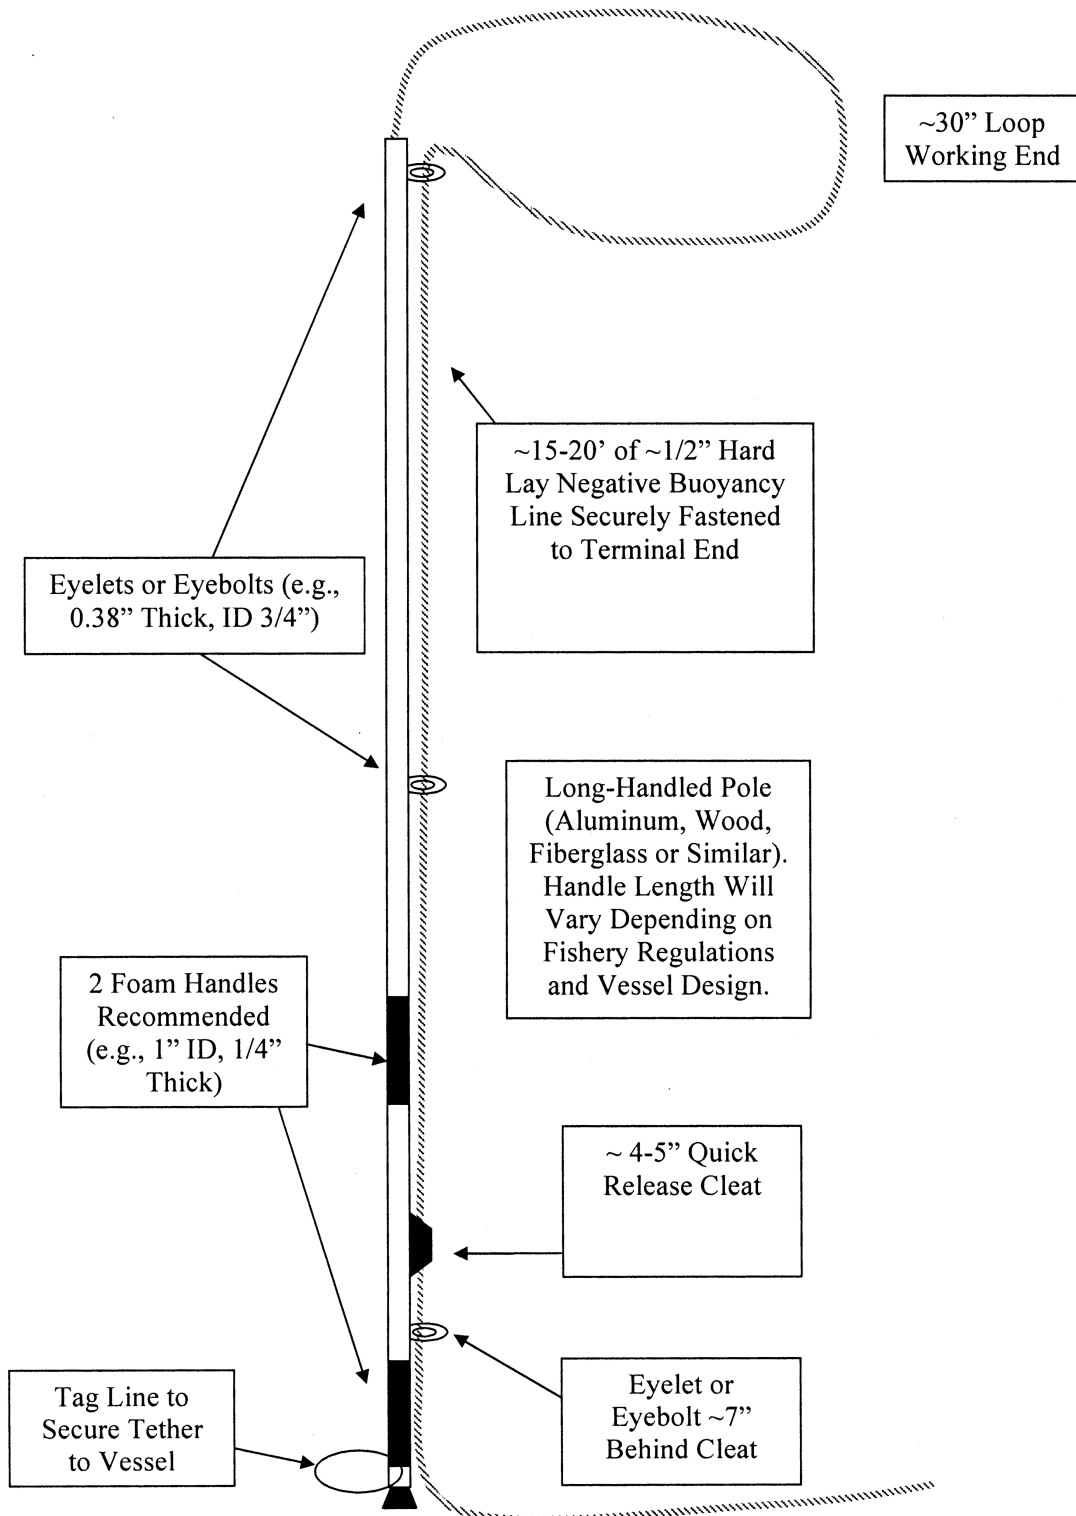 ~30” Loop
Working End
~15-20’ of ~1/2” Hard
Lay Negative Buoyancy
Line Securely Fastened
to Terminal End
Eyelets or Eyebolts (e.g.,
0.38” Thick, ID 3/4”)
Long-Handled Pole
(Aluminum, Wood,
Fiberglass or Similar).
Handle Length Will
Vary Depending on
Fishery Regulations
and Vessel Design.
2 Foam Handles
Recommended
(e.g., 1” ID, 1/4”
Thick)
~ 4-5” Quick
Release Cleat
Eyelet or
Eyebolt ~7”
Behind Cleat
Tag Line to
Secure Tether
to Vessel